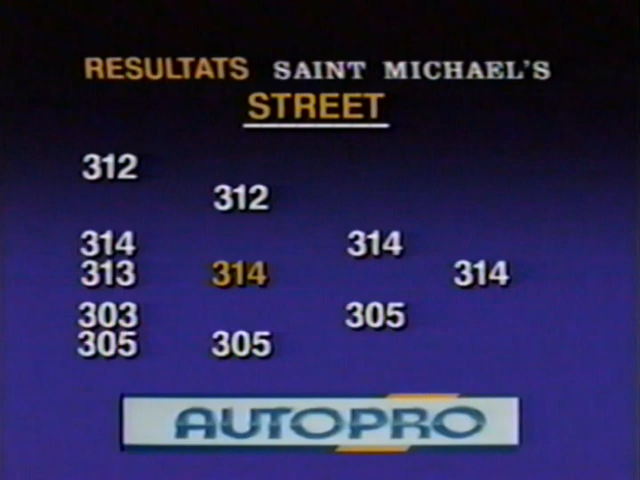 RESULTATS SAINT MICHAEL'S
STREET
312
312
314 314
313 314 314
303 305
305 305
AUTOPRO